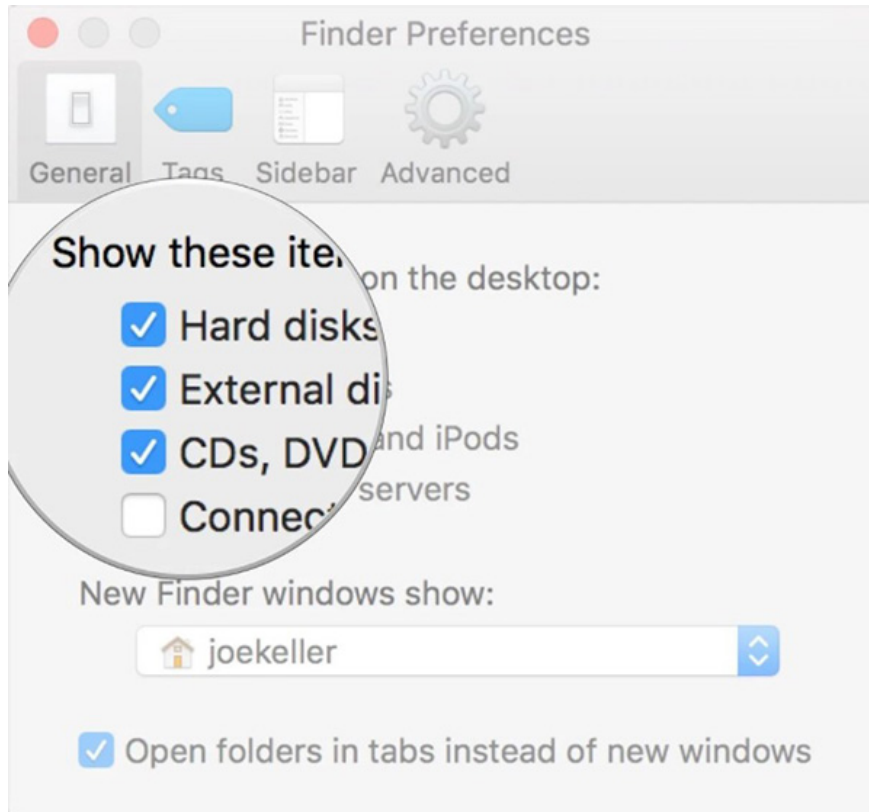 Finder Preferences
General Tags Sidebar Advanced
Show these ite on the desktop:
Hard disks
External di s
CDs, DVD and iPods
Connect servers
New Finder windows show:
joekeller
Open folders in tabs instead of new windows